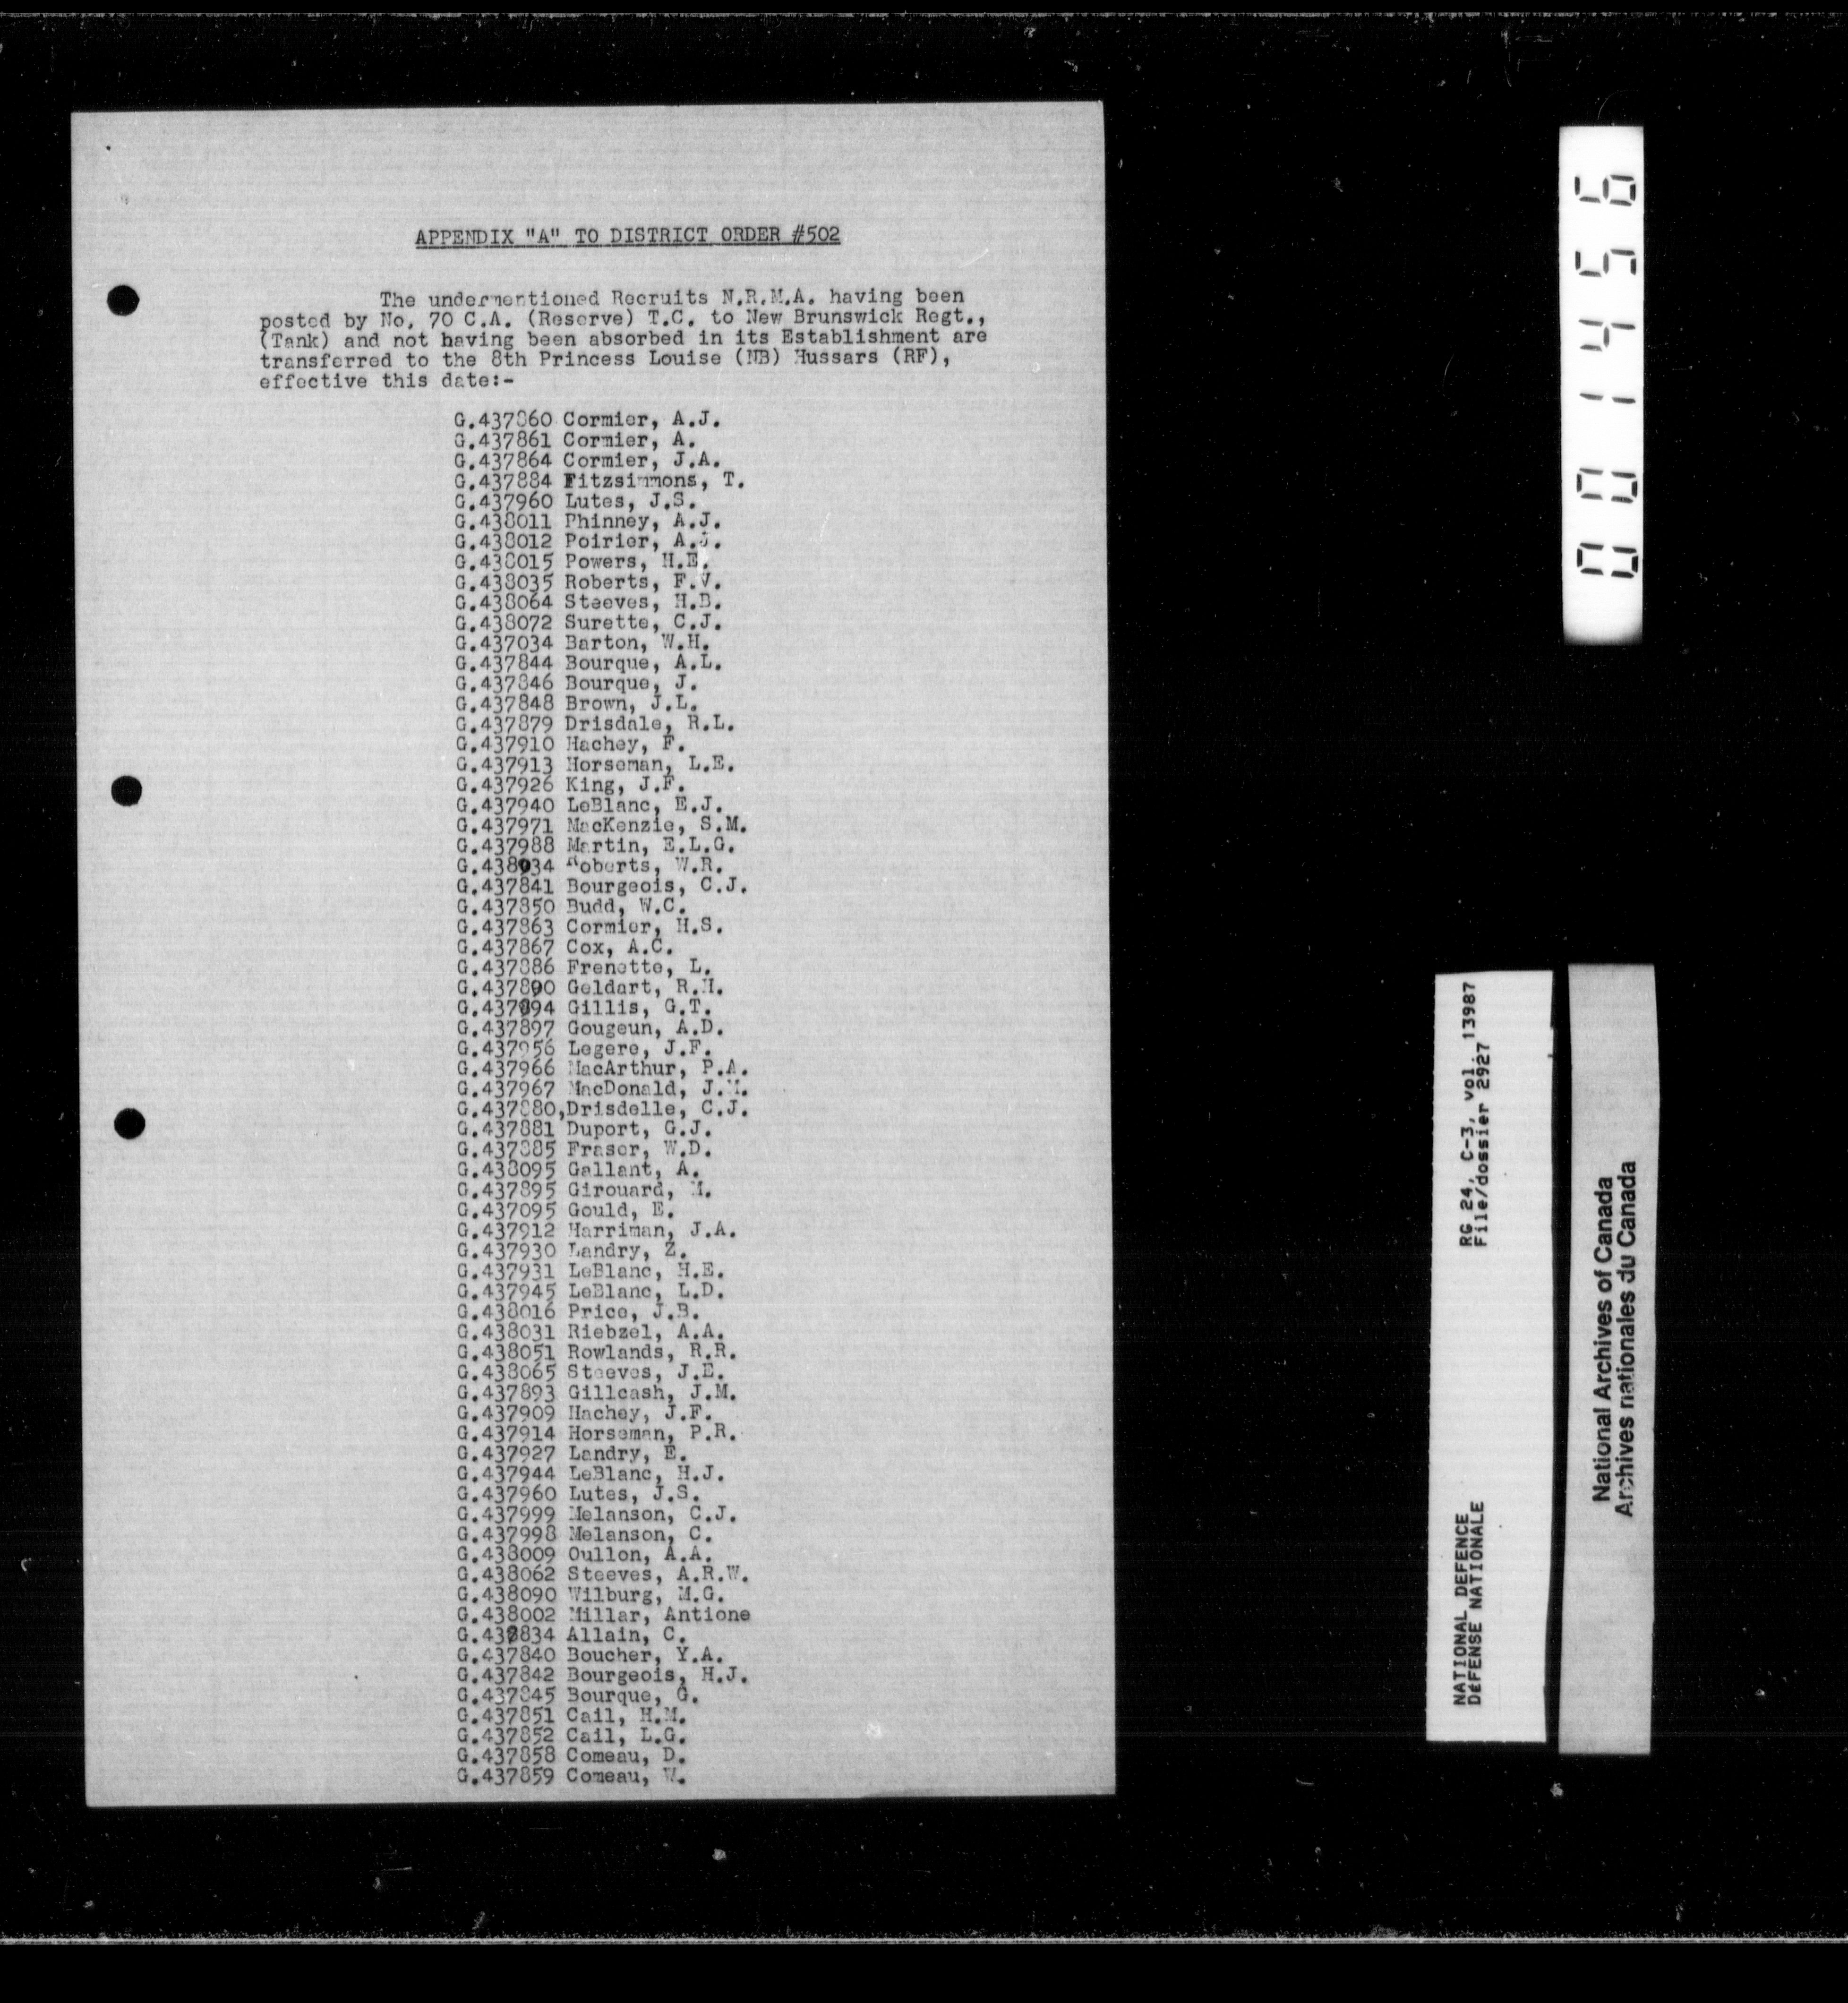 APPENDIX "A" TO DISTRICT ORDER #502
The undermentioned Recruits N.R.M.A. having been
posted by No. 70 C.A. (Reserve) T.C. to New Brunswick Regt.,
(Tank) and not having been absorbed in its Establishment are
transferred to the 8th Princess Louise (NB) Hussars (RF),
effective this date:-
G.437860 Cormier, A.J.
G.437861 Cormier, A.
G.437864 Cormier, J.A.
G.437884 Fitzsimmons, T.
G.437960 Lutes, J.S.
G.438011 Phinney, A.J.
G.438012 Poirier, A.J.
G.438015 Powers, H.E.
G.438035 Roberts, F.V.
G.438064 Steeves, H.B.
G.438072 Surette, C.J.
G.437034 Barton, W.H.
G.437844 Bourque, A.L.
G.437846 Bourque, J.
G.437848 Brown, J.L.
G.437879 Drisdale, R.L.
G.437910 Hachey, F.
G.437913 Horseman, L.E.
G.437926 King, J.F.
G.437940 LeBlanc, E.J.
G.437971 MacKenzie, S.M.
G.437988 Martin, E.L.G.
G.438034 Roberts, W.R.
G.437841 Bourgeois, C.J.
G.437850 Budd, W.C.
G.437863 Cormier, H.S.
G.437867 Cox, A.C.
G.437886 Frenette, L.
G.437890 Geldart, R.H.
G.437894 Gillis, G.T.
G.437897 Gougeun, A.D.
G.437956 Legere, J.F.
G.437966 MacArthur, P.A.
G.437967 MacDonald, J.M.
G.437880,Drisdelle, C.J.
G.437881 Duport, G.J.
G.437885 Fraser, W.D.
G.438095 Gallant, A.
G.437895 Girouard, M.
G.437095 Gould, E.
G.437912 Harriman, J.A.
G.437930 Landry, Z.
G.437931 LeBlanc, H.E.
G.437945 LeBlanc, L.D.
G.438016 Price, J.B.
G.438031 Riebzel, A.A.
G.438051 Rowlands, R.R.
G.438065 Steeves, J.E.
G.437893 Gillcash, J.M.
G.437909 Hachey, J.F.
G.437914 Horseman, P.R.
G.437927 Landry, E.
G.437944 LeBlanc, H.J.
G.437960 Lutes, J.S.
G.437999 Melanson, C.J.
G.437998 Melanson, C.
G.438009 Oullon, A.A.
G.438062 Steeves, A.R.W.
G.438090 Wilburg, M.G.
G.438002 Millar, Antione
Allain, C.
G.437840 Boucher, Y.A.
G.437842 Bourgeois, H.J.
G.437845 Bourque, G.
G.437851 Cail, H.M.
G.437852 Cail, L.G.
G.437858 Comeau, D.
G.437859 Comeau, W.
001456
RG 24, C-3, vol. 13987
File/dossier 2927
NATIONAL DEFENCE
DÉFENSE NATIONALE
National Archives of Canada
Archives nationales du Canada